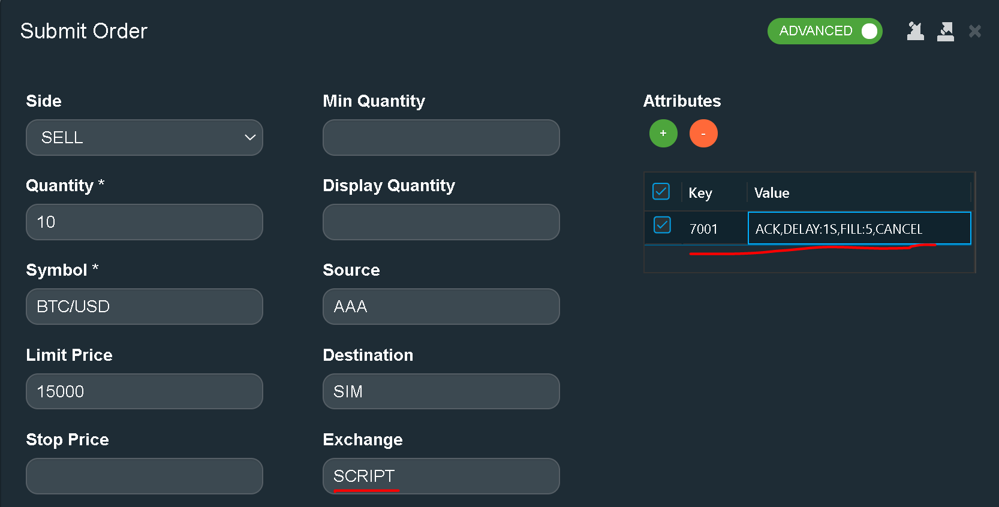 Submit Order
ADVANCED
Side
SELL
Quantity *
10
Symbol *
BTC/USD
Limit Price
15000
Stop Price
Min Quantity
Display Quantity
Source
AAA
Destination
SIM
Exchange
SCRIPT
Attributes
+ -
Key Value
7001 ACK,DELAY:1S,FILL:5,CANCEL